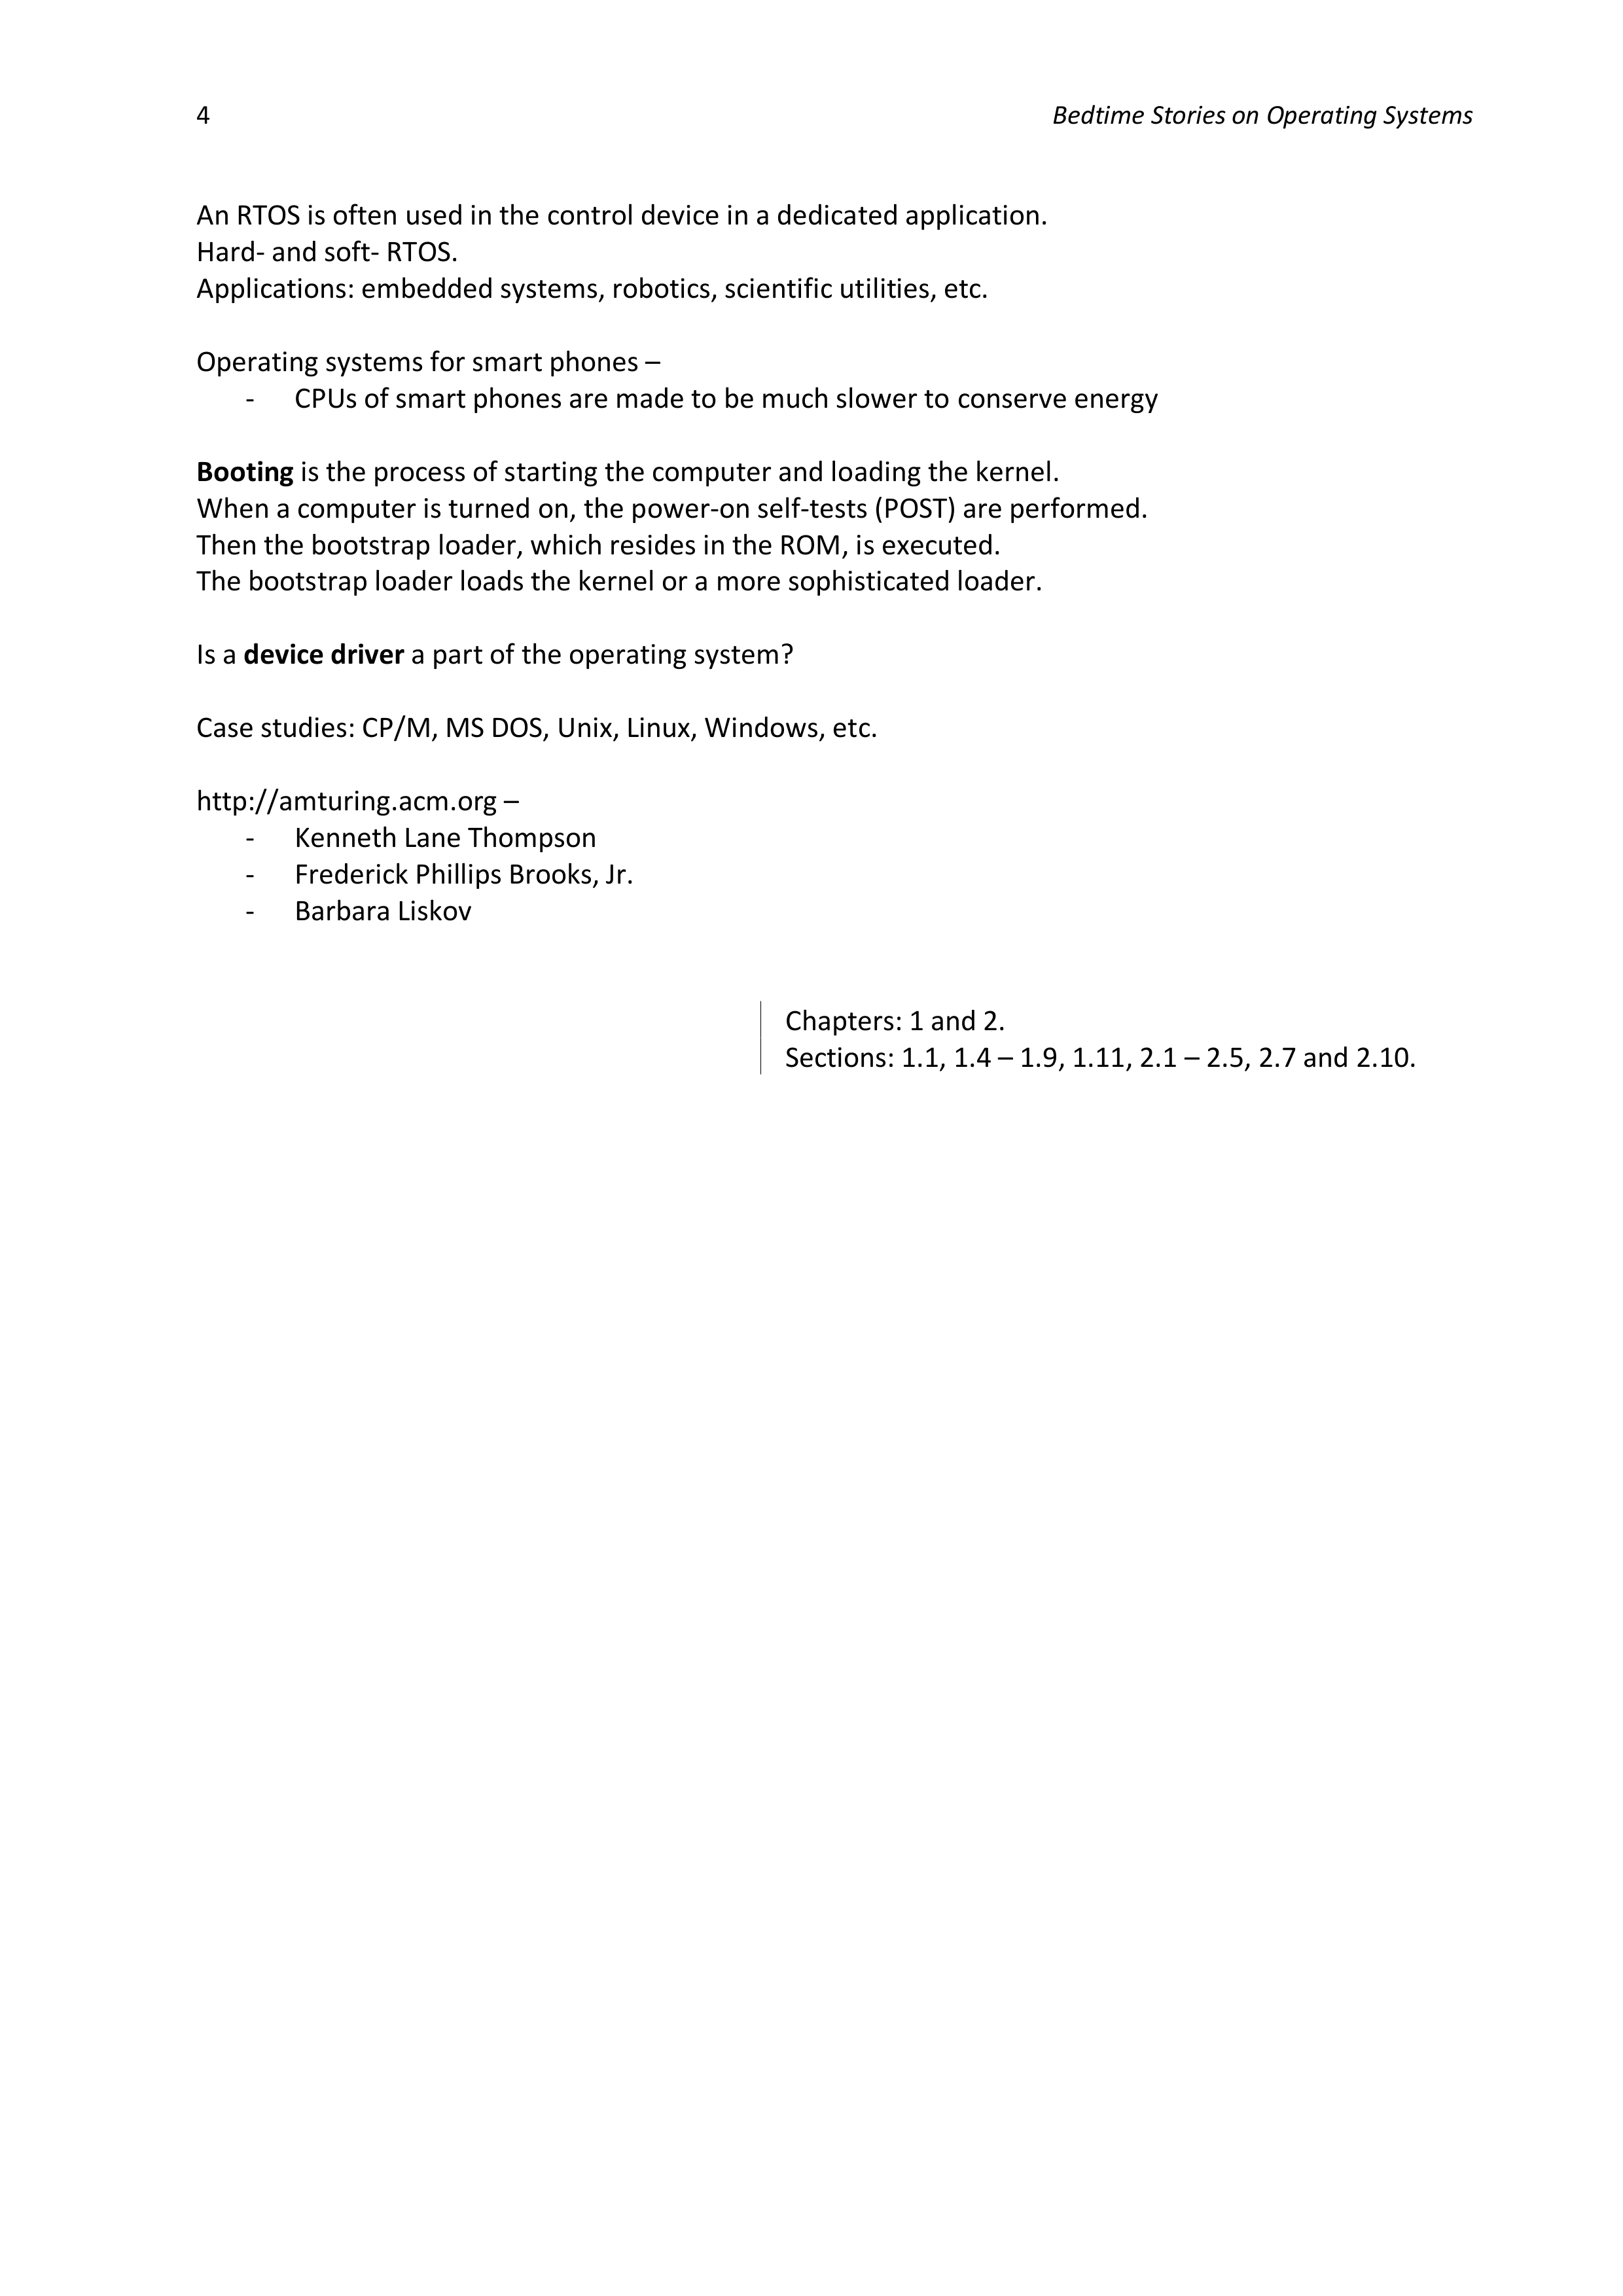 4 Bedtime Stories on Operating Systems
An RTOS is often used in the control device in a dedicated application.
Hard- and soft- RTOS.
Applications: embedded systems, robotics, scientific utilities, etc.
Operating systems for smart phones –
- CPUs of smart phones are made to be much slower to conserve energy
Booting is the process of starting the computer and loading the kernel.
When a computer is turned on, the power-on self-tests (POST) are performed.
Then the bootstrap loader, which resides in the ROM, is executed.
The bootstrap loader loads the kernel or a more sophisticated loader.
Is a device driver a part of the operating system?
Case studies: CP/M, MS DOS, Unix, Linux, Windows, etc.
http://amturing.acm.org –
- Kenneth Lane Thompson
- Frederick Phillips Brooks, Jr.
- Barbara Liskov
Chapters: 1 and 2.
Sections: 1.1, 1.4 – 1.9, 1.11, 2.1 – 2.5, 2.7 and 2.10.